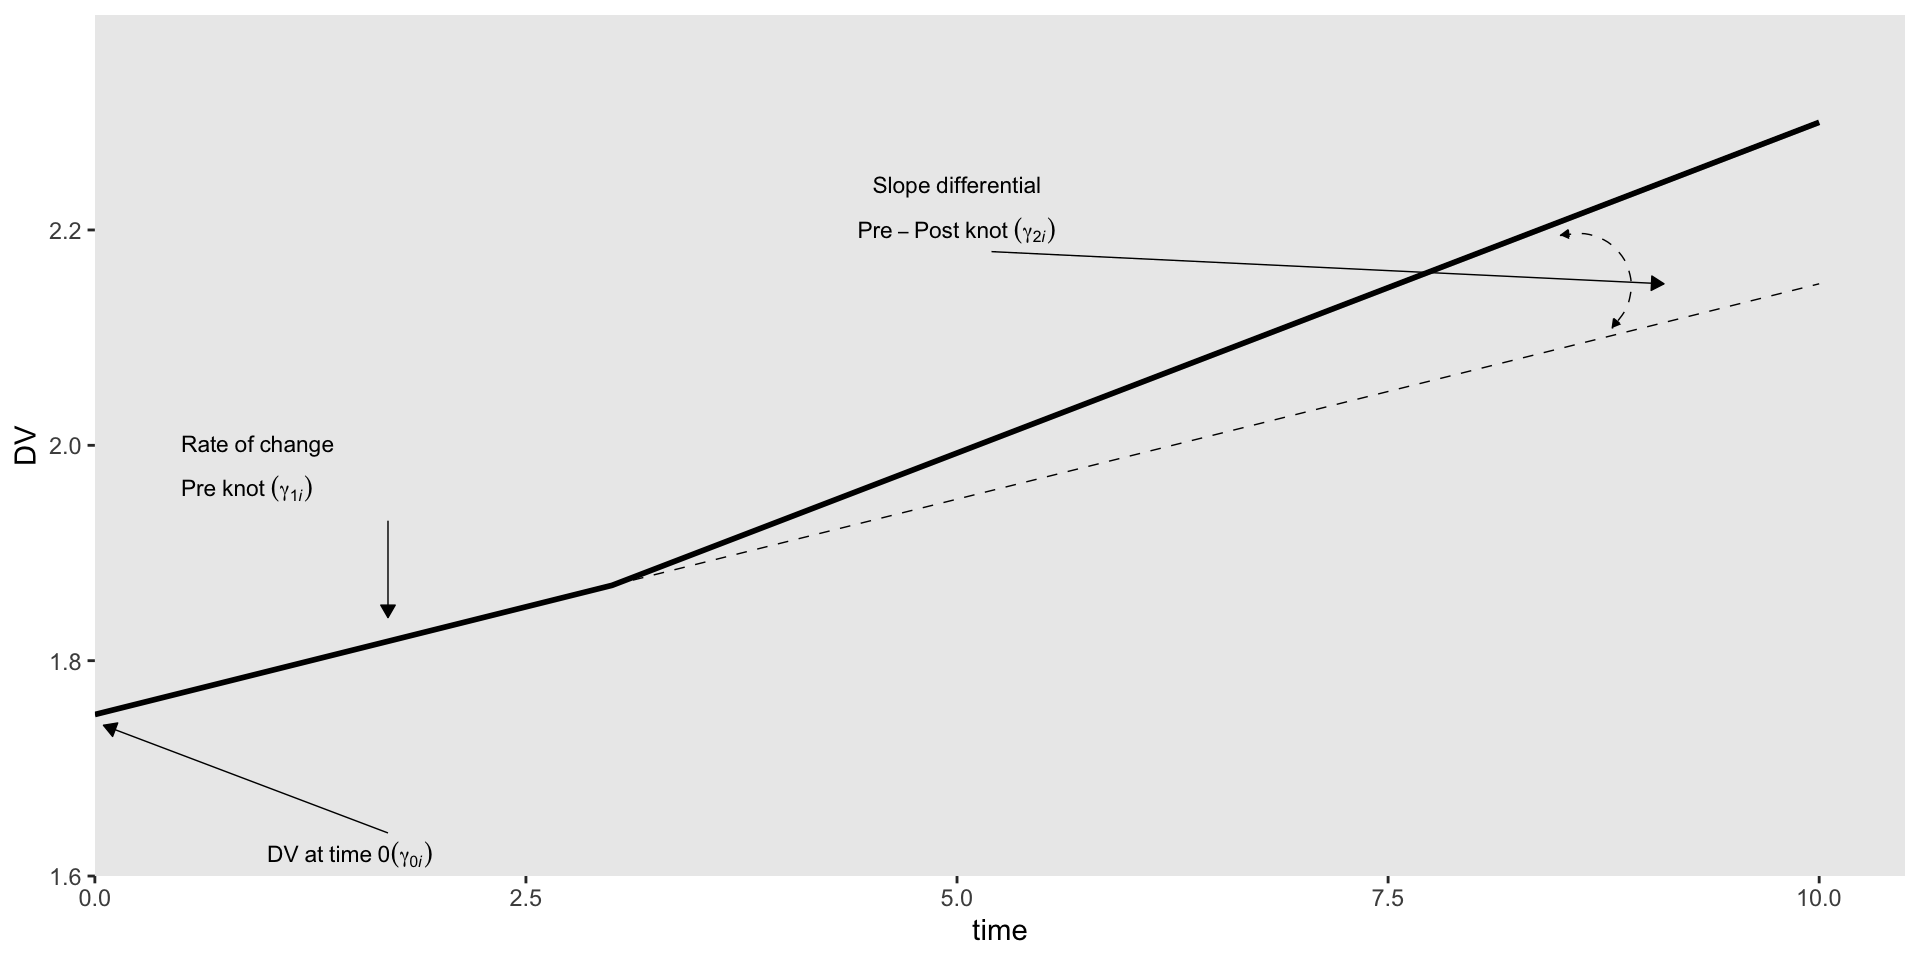 Slope differential
Pre – Post knot (γ2i)
2.2
Rate of change
2.0
Pre knot (γ1i)
DV
1.8
DV at time 0(γ0i)
1.6
0.0 2.5 5.0 7.5 10.0
time